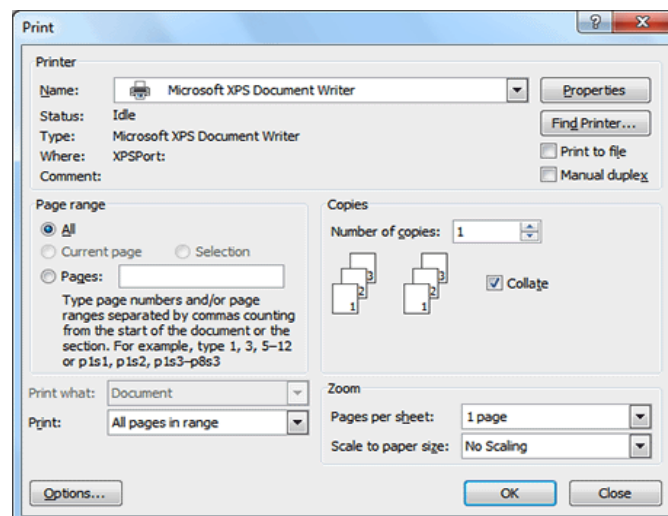 Print
Printer
Name: Microsoft XPS Document Writer
Properties
Status: Idle
Find Printer...
Type: Microsoft XPS Document Writer
Where: XPSPort:
Print to file
Comment:
Manual duplex
Page range
All
Current page Selection
Pages:
Type page numbers and/or page
ranges separated by commas counting
from the start of the document or the
section. For example, type 1, 3, 5–12
or p1s1, p1s2, p1s3–p8s3
Copies
Number of copies: 1
3
2
1
3
2
1
Collate
Print what: Document
Print: All pages in range
Zoom
Pages per sheet: 1 page
Scale to paper size: No Scaling
Options...
OK
Close